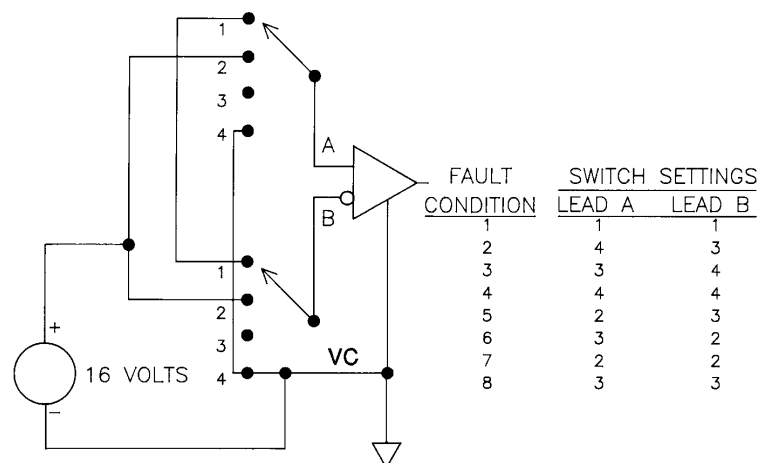 1
2
3
4
A
B
1
2
3
4
VC
+
16 VOLTS
−
FAULT CONDITION
SWITCH SETTINGS
LEAD A LEAD B
1 1 1
2 4 3
3 3 4
4 4 4
5 2 3
6 3 2
7 2 2
8 3 3